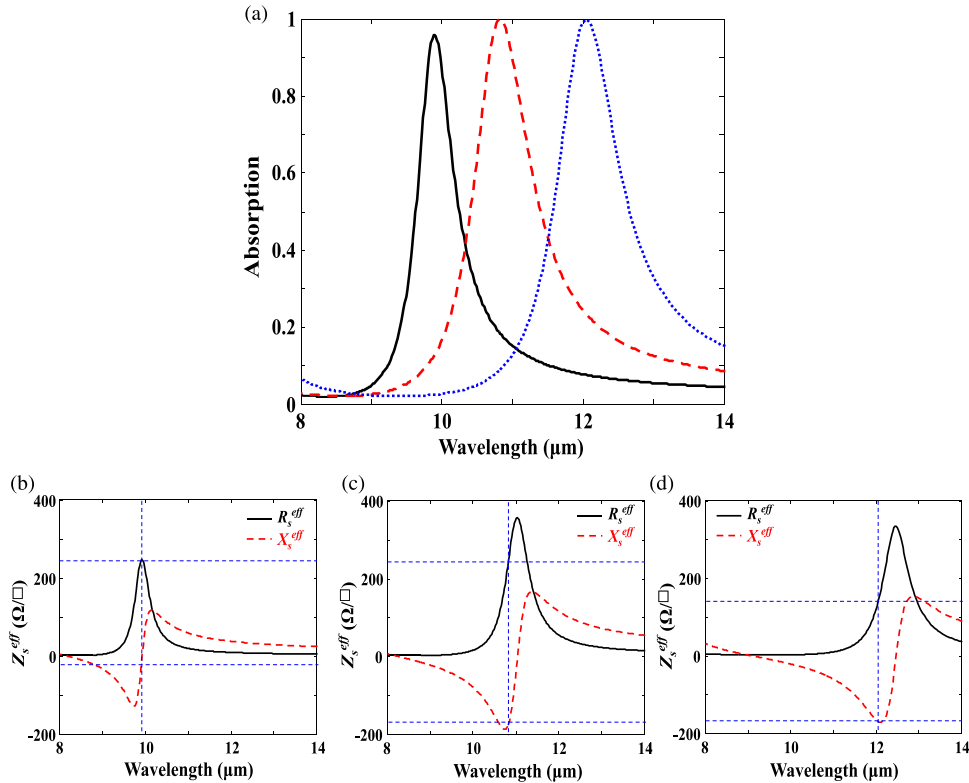 (a)
Absorption
1
0.8
0.6
0.4
0.2
0
8 10 12 14
Wavelength (μm)
(b)
Z_s^eff (Ω/□)
400
200
0
-200
R_s^eff
X_s^eff
8 10 12 14
Wavelength (μm)
(c)
Z_s^eff (Ω/□)
400
200
0
-200
R_s^eff
X_s^eff
8 10 12 14
Wavelength (μm)
(d)
Z_s^eff (Ω/□)
400
200
0
-200
R_s^eff
X_s^eff
8 10 12 14
Wavelength (μm)